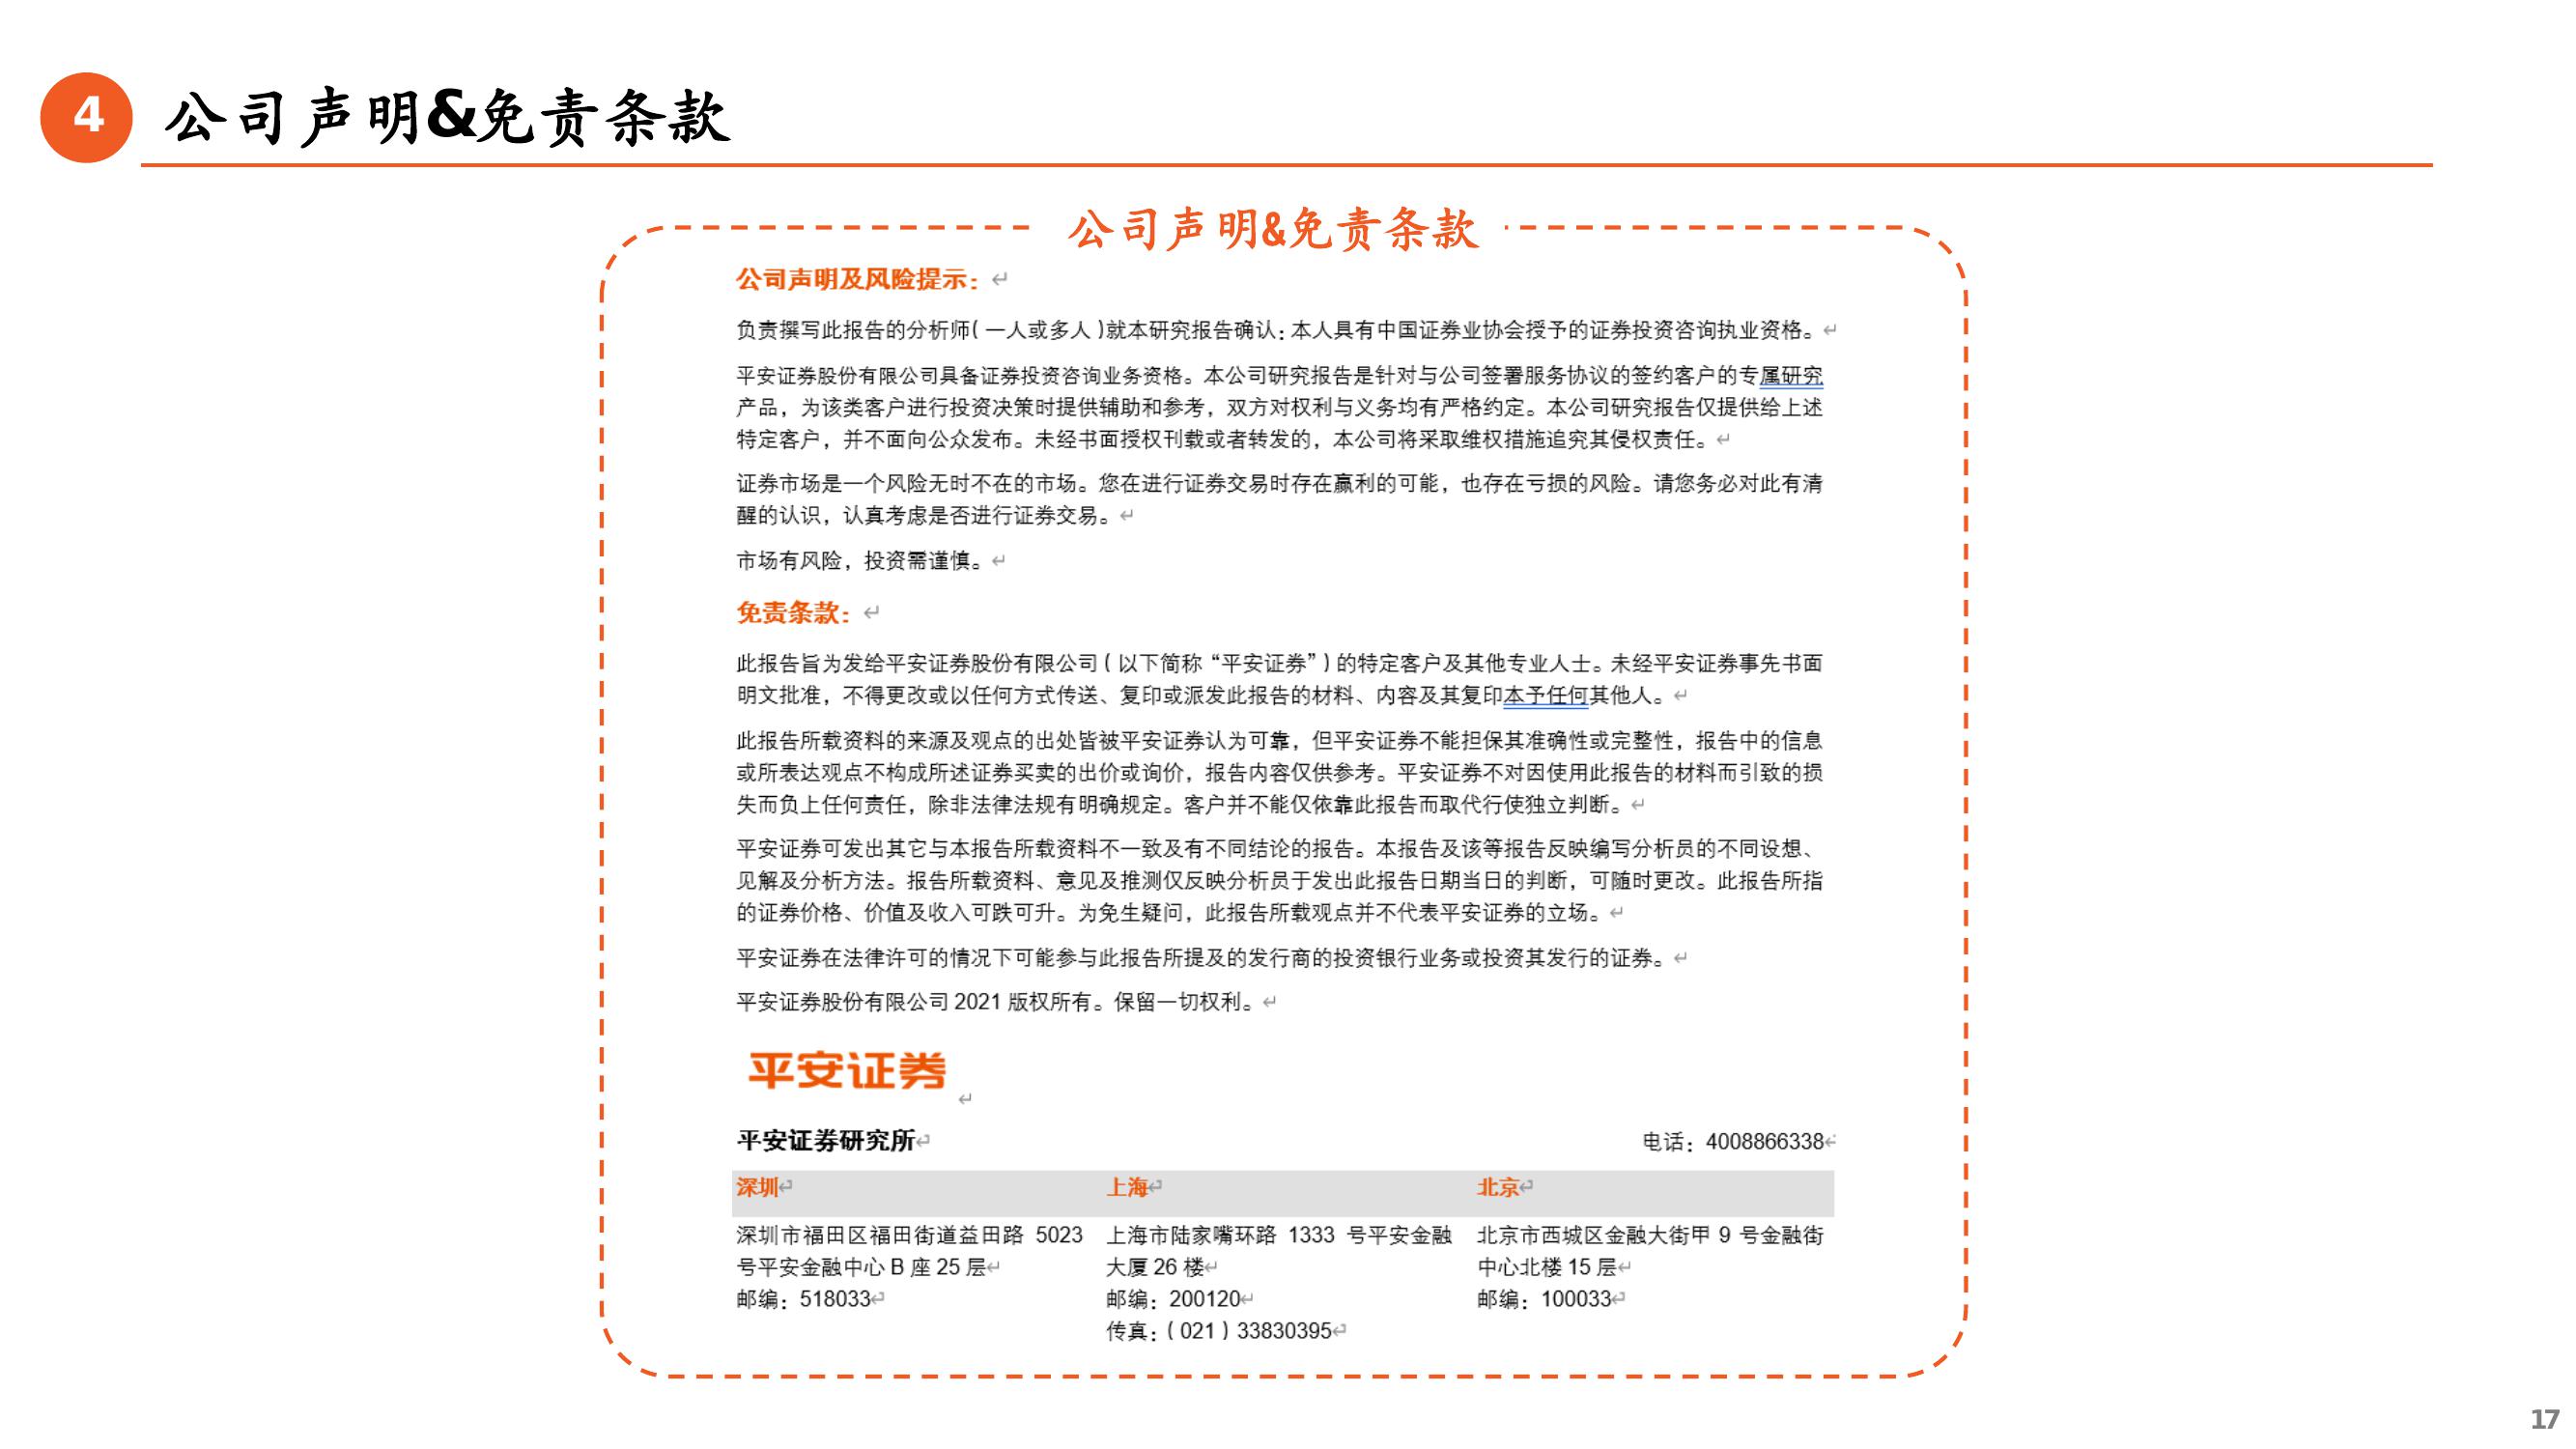 4
公司声明&免责条款
公司声明&免责条款
公司声明及风险提示：
负责撰写此报告的分析师(一人或多人)就本研究报告确认：本人具有中国证券业协会授予的证券投资咨询执业资格。
平安证券股份有限公司具备证券投资咨询业务资格。本公司研究报告是针对与公司签署服务协议的签约客户的专属研究
产品，为该类客户进行投资决策时提供辅助和参考，双方对权利与义务均有严格约定。本公司研究报告仅提供给上述
特定客户，并不面向公众发布。未经书面授权刊载或者转发的，本公司将采取维权措施追究其侵权责任。
证券市场是一个风险无时不在的市场。您在进行证券交易时存在赢利的可能，也存在亏损的风险。请您务必对此有清
醒的认识，认真考虑是否进行证券交易。
市场有风险，投资需谨慎。
免责条款：
此报告旨为发给平安证券股份有限公司(以下简称“平安证券”)的特定客户及其他专业人士。未经平安证券事先书面
明文批准，不得更改或以任何方式传送、复印或派发此报告的材料、内容及其复印本予任何其他人。
此报告所载资料的来源及观点的出处皆被平安证券认为可靠，但平安证券不能担保其准确性或完整性，报告中的信息
或所表达观点不构成所述证券买卖的出价或询价，报告内容仅供参考。平安证券不对因使用此报告的材料而引致的损
失而负上任何责任，除非法律法规有明确规定。客户并不能仅依靠此报告而取代行使独立判断。
平安证券可发出其它与本报告所载资料不一致及有不同结论的报告。本报告及该等报告反映编写分析员的不同设想、
见解及分析方法。报告所载资料、意见及推测仅反映分析员于发出此报告日期当日的判断，可随时更改。此报告所指
的证券价格、价值及收入可跌可升。为免生疑问，此报告所载观点并不代表平安证券的立场。
平安证券在法律许可的情况下可能参与此报告所提及的发行商的投资银行业务或投资其发行的证券。
平安证券股份有限公司 2021 版权所有。保留一切权利。
平安证券
平安证券研究所 电话：4008866338
深圳 上海 北京
深圳市福田区福田街道益田路 5023
号平安金融中心 B 座 25 层
邮编：518033
上海市陆家嘴环路 1333 号平安金融
大厦 26 楼
邮编：200120
传真：(021) 33830395
北京市西城区金融大街甲 9 号金融街
中心北楼 15 层
邮编：100033
17